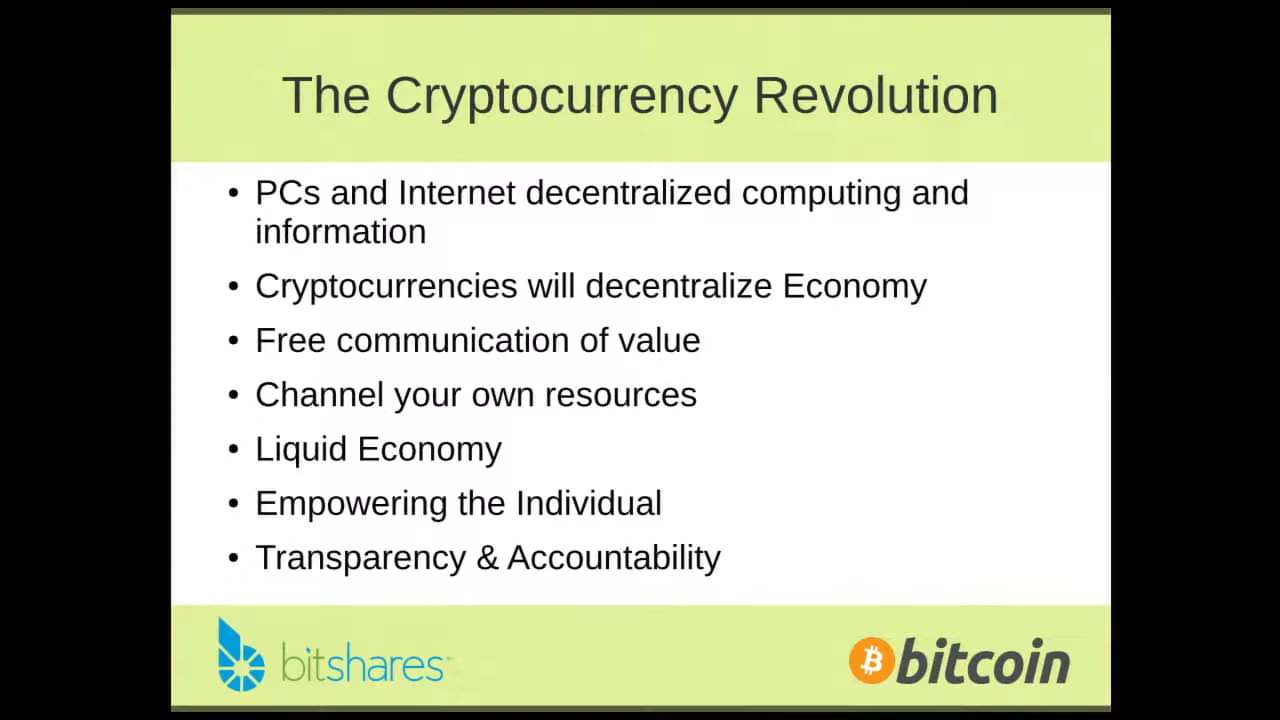 The Cryptocurrency Revolution
• PCs and Internet decentralized computing and
information
• Cryptocurrencies will decentralize Economy
• Free communication of value
• Channel your own resources
• Liquid Economy
• Empowering the Individual
• Transparency & Accountability
bitshares
bitcoin